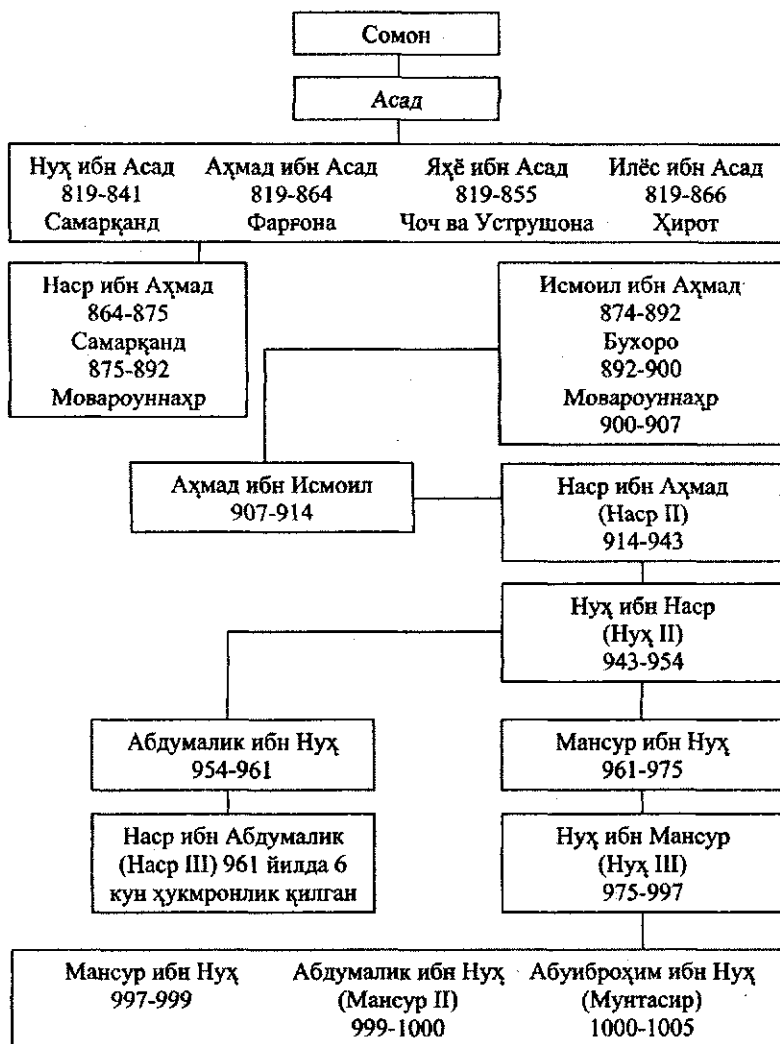 Сомон
Асад
Нуҳ ибн Асад
819-841
Самарқанд
Аҳмад ибн Асад
819-864
Фарғона
Яҳё ибн Асад
819-855
Чоч ва Уструшона
Илёс ибн Асад
819-866
Ҳирот
Наср ибн Аҳмад
864-875
Самарқанд
875-892
Мовароуннаҳр
Исмоил ибн Аҳмад
874-892
Бухоро
892-900
Мовароуннаҳр
900-907
Аҳмад ибн Исмоил
907-914
Наср ибн Аҳмад
(Наср II)
914-943
Нуҳ ибн Наср
(Нуҳ II)
943-954
Абдумалик ибн Нуҳ
954-961
Мансур ибн Нуҳ
961-975
Наср ибн Абдумалик
(Наср III) 961 йилда 6
кун ҳукмронлик қилган
Нуҳ ибн Мансур
(Нуҳ III)
975-997
Мансур ибн Нуҳ
997-999
Абдумалик ибн Нуҳ
(Мансур II)
999-1000
Абуиброҳим ибн Нуҳ
(Мунтасир)
1000-1005